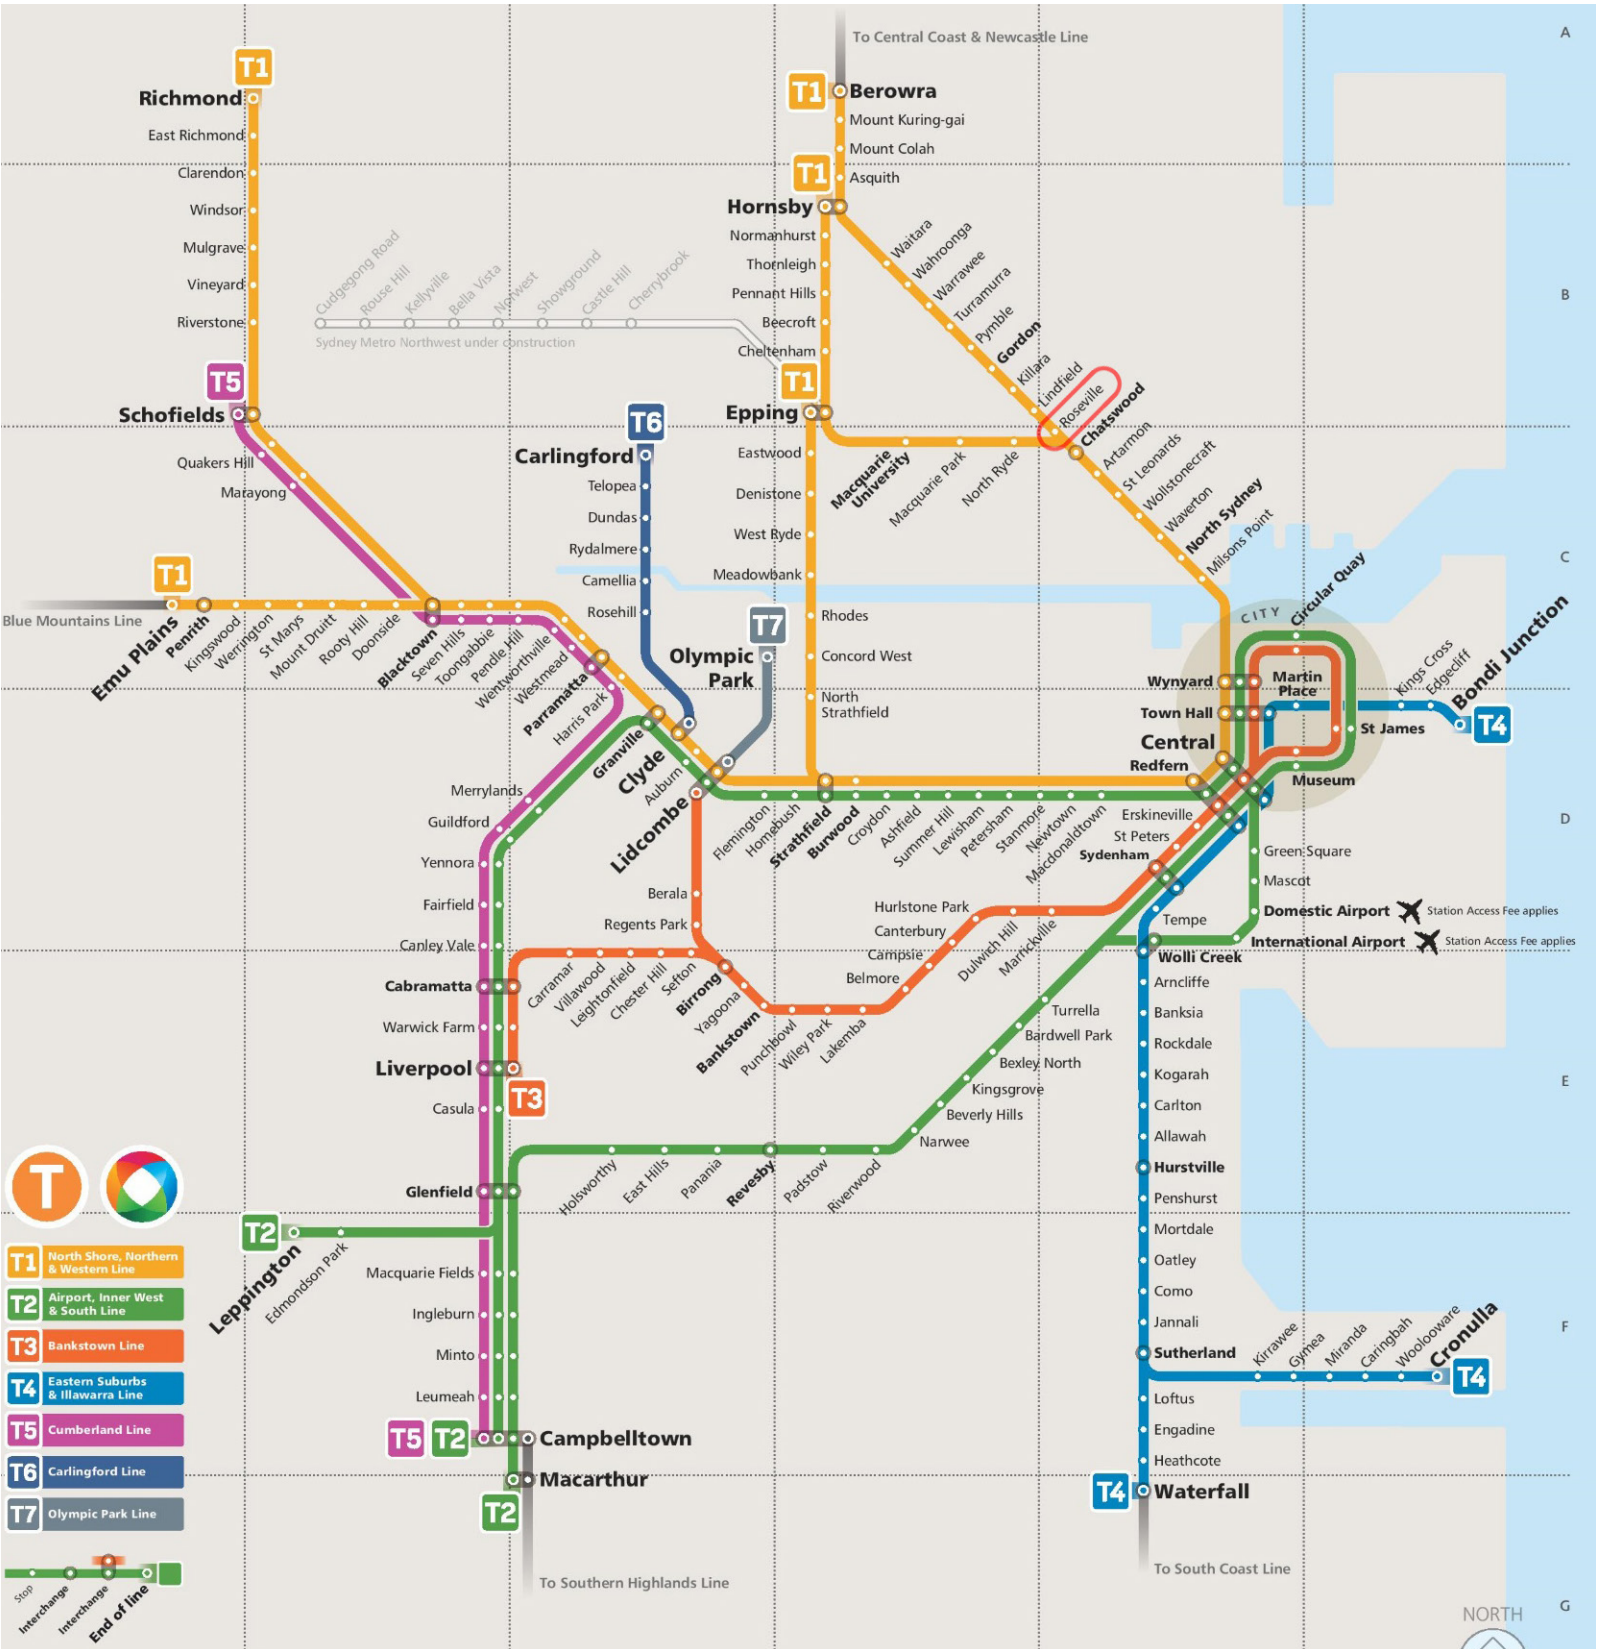 A
To Central Coast & Newcastle Line
T1
Richmond
East Richmond
Clarendon
Windsor
Mulgrave
Vineyard
Riverstone
T5
Schofields
Quakers Hill
Marayong
T1
Berowra
Mount Kuring-gai
Mount Colah
Asquith
T1
Hornsby
Normanhurst
Thornleigh
Pennant Hills
Beecroft
Cheltenham
T1
Epping
Waitara
Wahroonga
Warrawee
Turramurra
Pymble
Gordon
Killara
Lindfield
Roseville
Chatswood
Artarmon
St Leonards
Wollstonecraft
Waverton
North Sydney
Milsons Point
B
Cudgegong Road
Rouse Hill
Kellyville
Bella Vista
Norwest
Showground
Castle Hill
Cherrybrook
Sydney Metro Northwest under construction
T6
Carlingford
Telopea
Dundas
Rydalmere
Camellia
Rosehill
Eastwood
Denistone
West Ryde
Meadowbank
Rhodes
Concord West
North
Strathfield
Macquarie
University
Macquarie Park
North Ryde
C
T1
Blue Mountains Line
Emu Plains
Penrith
Kingswood
Werrington
St Marys
Mount Druitt
Rooty Hill
Doonside
Blacktown
Seven Hills
Toongabbie
Pendle Hill
Wentworthville
Westmead
Parramatta
Harris Park
Granville
Clyde
Auburn
Lidcombe
T7
Olympic
Park
CITY
Circular Quay
Wynyard
Martin
Place
Town Hall
St James
Central
Redfern
Museum
Kings Cross
Edgecliff
Bondi Junction
T4
Flemington
Homebush
Strathfield
Burwood
Croydon
Ashfield
Summer Hill
Lewisham
Petersham
Stanmore
Newtown
Macdonaldtown
Erskineville
St Peters
Sydenham
D
Green Square
Mascot
Domestic Airport
Station Access Fee applies
International Airport
Station Access Fee applies
Tempe
Wolli Creek
Merrylands
Guildford
Yennora
Fairfield
Canley Vale
Cabramatta
Warwick Farm
Liverpool
Casula
Glenfield
Berala
Regents Park
Carramar
Villawood
Leightonfield
Chester Hill
Sefton
Birrong
Yagoona
Bankstown
Punchbowl
Wiley Park
Lakemba
Belmore
Campsie
Canterbury
Hurlstone Park
Dulwich Hill
Marrickville
T3
Turrella
Bardwell Park
Bexley North
Kingsgrove
Beverly Hills
Narwee
Riverwood
Padstow
Revesby
Panania
East Hills
Holsworthy
Arncliffe
Banksia
Rockdale
Kogarah
Carlton
Allawah
Hurstville
Penshurst
Mortdale
Oatley
Como
Jannali
Sutherland
Loftus
Engadine
Heathcote
T4
Waterfall
To South Coast Line
E
Kirrawee
Gymea
Miranda
Caringbah
Woolooware
Cronulla
T4
F
T2
Leppington
Edmondson Park
Macquarie Fields
Ingleburn
Minto
Leumeah
T5
T2
Campbelltown
Macarthur
T2
To Southern Highlands Line
T
T1
North Shore, Northern
& Western Line
T2
Airport, Inner West
& South Line
T3
Bankstown Line
T4
Eastern Suburbs
& Illawarra Line
T5
Cumberland Line
T6
Carlingford Line
T7
Olympic Park Line
Stop
Interchange
Interchange
End of line
G
NORTH